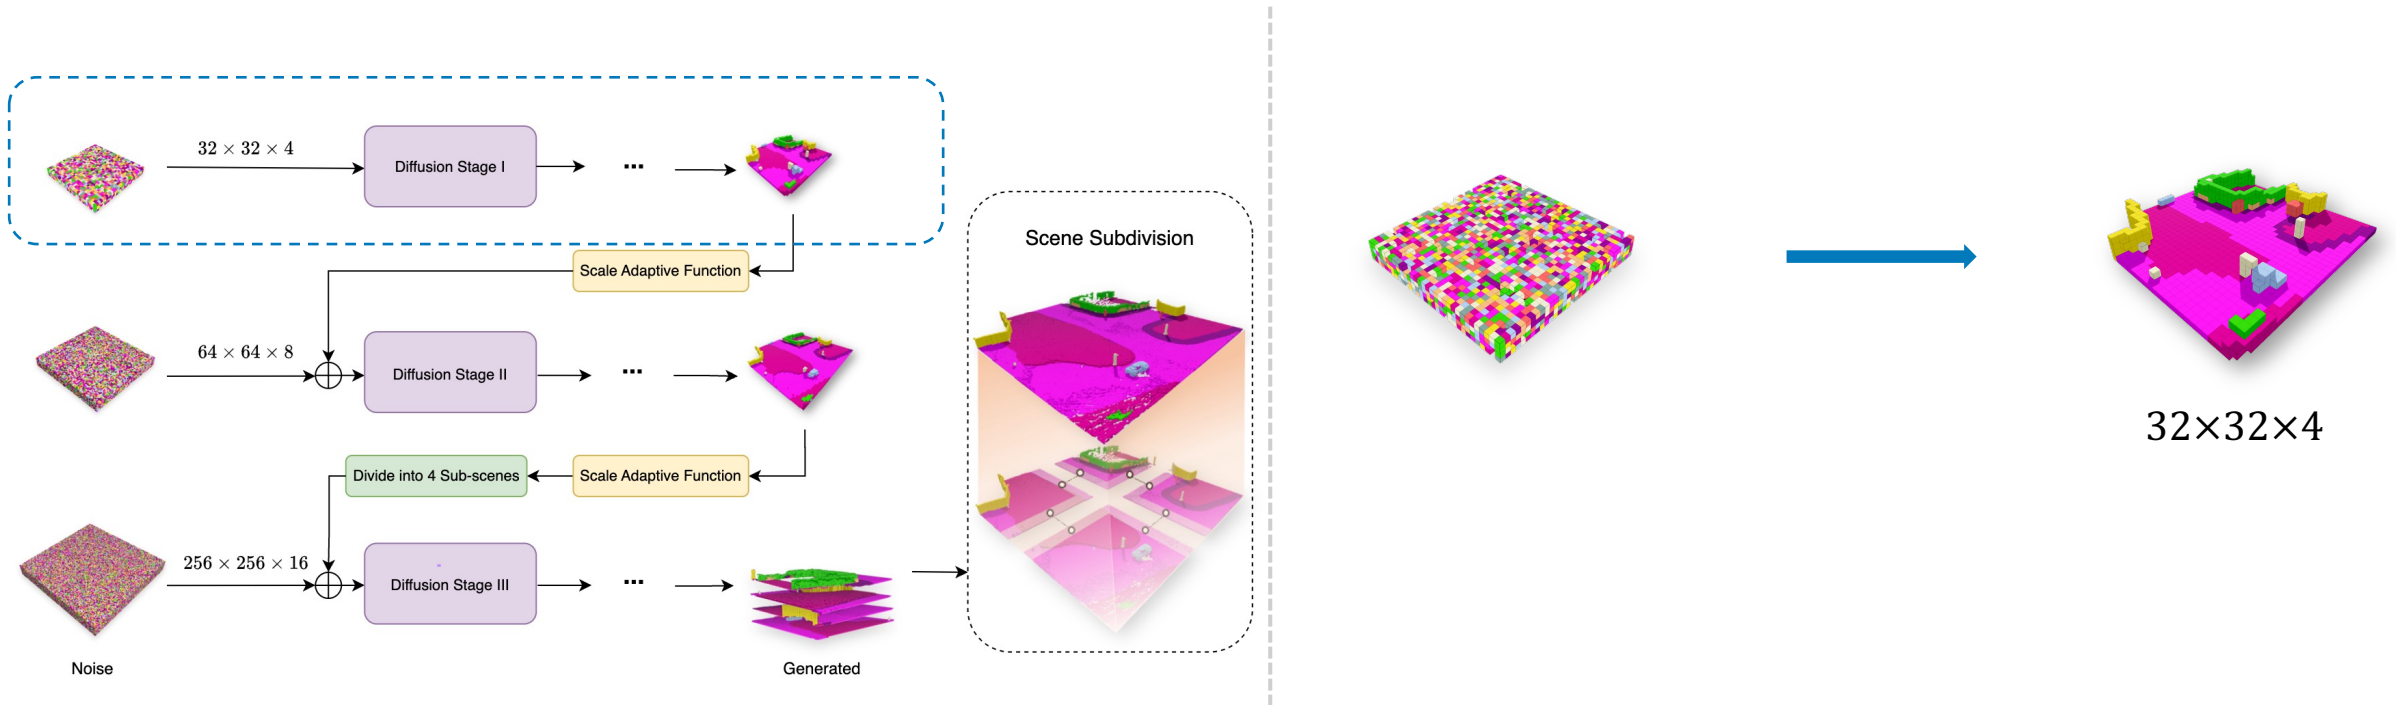 32 × 32 × 4
Diffusion Stage I
...
Scale Adaptive Function
64 × 64 × 8
Diffusion Stage II
...
Divide into 4 Sub-scenes
Scale Adaptive Function
256 × 256 × 16
Diffusion Stage III
...
Noise
Generated
Scene Subdivision
32×32×4